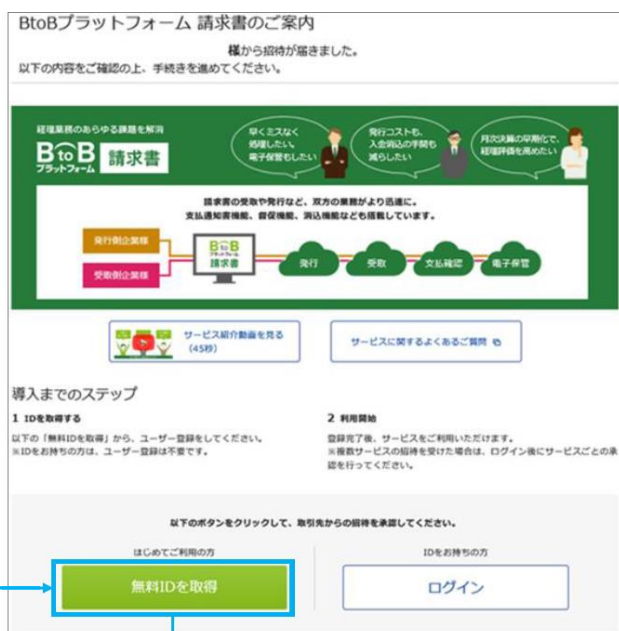 BtoBプラットフォーム 請求書のご案内
様から招待が届きました。
以下の内容をご確認の上、手続きを進めてください。
経理業務のあらゆる課題を解消
BtoB
プラットフォーム
請求書
早くミスなく
処理したい。
電子保管もしたい
発行コストも、
入金消込の手間も
減らしたい
月次決算の早期化で、
経理評価を高めたい
請求書の受取や発行など、双方の業務がより迅速に。
支払通知書機能、督促機能、消込機能なども搭載しています。
発行側企業様
受取側企業様
BtoB
プラットフォーム
請求書
発行
受取
支払確認
電子保管
サービス紹介動画を見る
(45秒)
サービスに関するよくあるご質問
導入までのステップ
1 IDを取得する
以下の「無料IDを取得」から、ユーザー登録をしてください。
※IDをお持ちの方は、ユーザー登録は不要です。
2 利用開始
登録完了後、サービスをご利用いただけます。
※複数サービスの招待を受けた場合は、ログイン後にサービスごとの承
認を行ってください。
以下のボタンをクリックして、取引先からの招待を承認してください。
はじめてご利用の方
無料IDを取得
IDをお持ちの方
ログイン